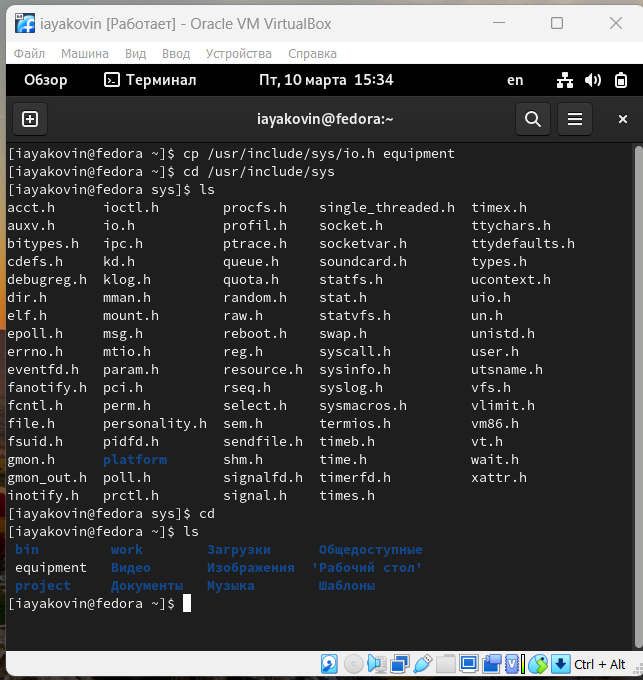 iayakovin [Работает] - Oracle VM VirtualBox
Файл Машина Вид Ввод Устройства Справка
Обзор Терминал Пт, 10 марта 15:34 en
iayakovin@fedora:~
[iayakovin@fedora ~]$ cp /usr/include/sys/io.h equipment
[iayakovin@fedora ~]$ cd /usr/include/sys
[iayakovin@fedora sys]$ ls
acct.h ioctl.h procfs.h single_threaded.h timex.h
auxv.h io.h profil.h socket.h ttychars.h
bitypes.h ipc.h ptrace.h socketvar.h ttydefaults.h
cdefs.h kd.h queue.h soundcard.h types.h
debugreg.h klog.h quota.h statfs.h ucontext.h
dir.h mman.h random.h stat.h uio.h
elf.h mount.h raw.h statvfs.h un.h
epoll.h msg.h reboot.h swap.h unistd.h
errno.h mtio.h reg.h syscall.h user.h
eventfd.h param.h resource.h sysinfo.h utsname.h
fanotify.h pci.h rseq.h syslog.h vfs.h
fcntl.h perm.h select.h sysmacros.h vlimit.h
file.h personality.h sem.h termios.h vm86.h
fsuid.h pidfd.h sendfile.h timeb.h vt.h
gmon.h platform shm.h time.h wait.h
gmon_out.h poll.h signalfd.h timerfd.h xattr.h
inotify.h prctl.h signal.h times.h
[iayakovin@fedora sys]$ cd
[iayakovin@fedora ~]$ ls
bin work Загрузки Общедоступные
equipment Видео Изображения 'Рабочий стол'
project Документы Музыка Шаблоны
[iayakovin@fedora ~]$
Ctrl + Alt